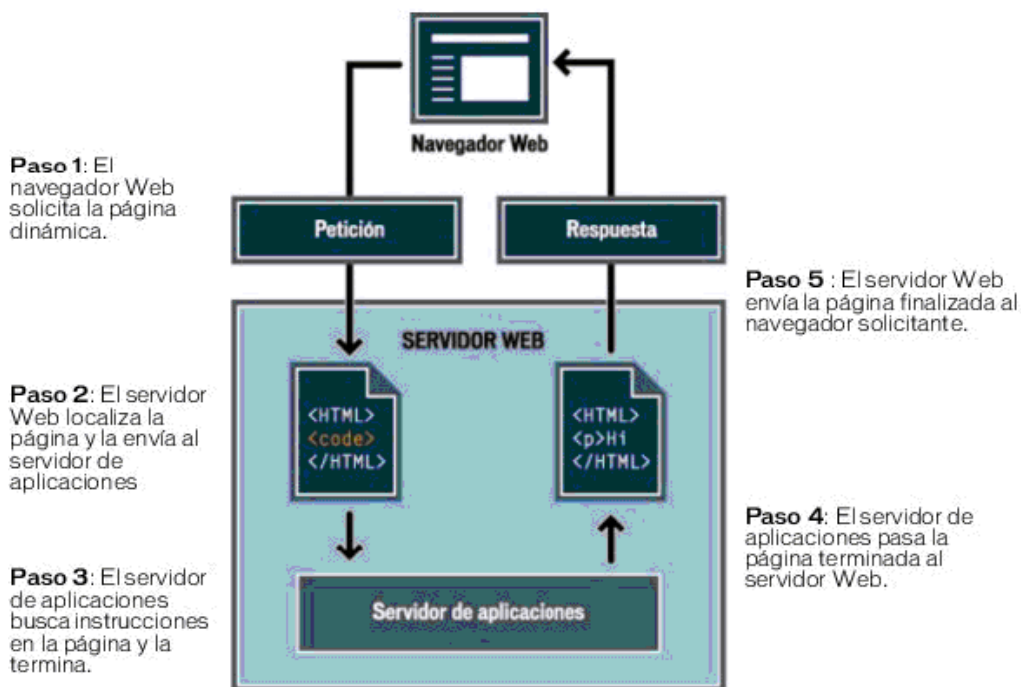 Navegador Web
Paso 1: El
navegador Web
solicita la página
dinámica.
Petición
Respuesta
Paso 5 : El servidor Web
envía la página finalizada al
navegador solicitante.
SERVIDOR WEB
Paso 2: El servidor
Web localiza la
página y la envía al
servidor de
aplicaciones
<HTML>
<code>
</HTML>
<HTML>
<p>Hi
</HTML>
Paso 4: El servidor de
aplicaciones pasa la
página terminada al
servidor Web.
Paso 3: El servidor
de aplicaciones
busca instrucciones
en la página y la
termina.
Servidor de aplicaciones